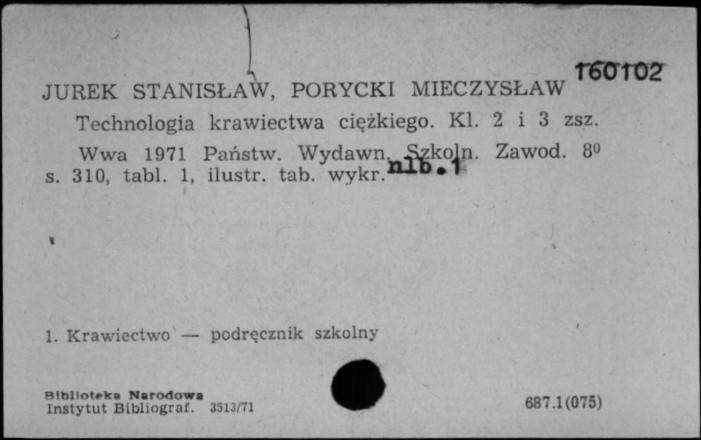 160102
JUREK STANISŁAW, PORYCKI MIECZYSŁAW
Technologia krawiectwa ciężkiego. Kl. 2 i 3 zsz.
Wwa 1971 Państw. Wydawn. Szkoln. Zawod. 8⁰
s. 310, tabl. 1, ilustr. tab. wykr. nlb. 1
1. Krawiectwo — podręcznik szkolny
Biblioteka Narodowa
Instytut Bibliograf. 3513/71
687.1(075)